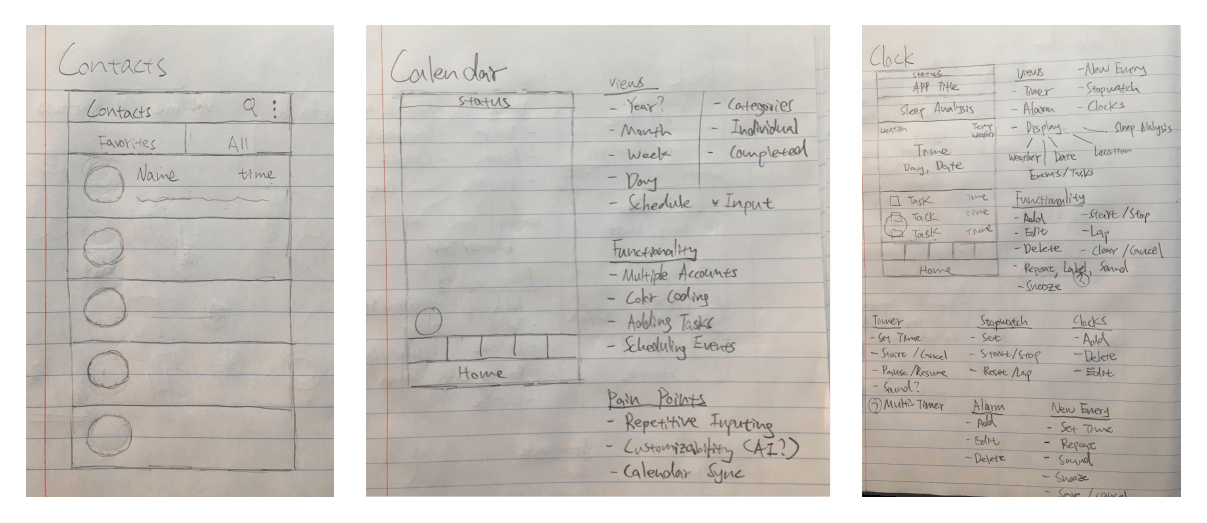 Contacts
Contacts
Favorites All
Name time
Calendar
status
Home
Views
- Year?
- Month
- Week
- Day
- Schedule
- Categories
- Individual
- Completed
* Input
Functionality
- Multiple Accounts
- Color Coding
- Adding Tasks
- Scheduling Events
Pain Points
- Repetitive Inputing
- Customizability (AI?)
- Calendar Sync
Clock
status
APP Title
Sleep Analysis
Location Temp
Weather
Time
Day, Date
Task Time
Task Time
Task Time
Home
Views
- Timer
- Alarm
- Display
- New Entry
- Stopwatch
- Clocks
Sleep Analysis
Weather Date Location
Events/Tasks
Functionality
- Add
- Edit
- Delete
- Repeat, Label, Sound
- Snooze
- Start/Stop
- Lap
- Clear/Cancel
Timer
- Set Time
- Start/Cancel
- Pause/Resume
- Sound?
? Multi-Timer
Stopwatch
- Set
- Start/Stop
- Reset/Lap
Clocks
- Add
- Delete
- Edit
Alarm
- Add
- Edit
- Delete
New Entry
- Set Time
- Repeat
- Sound
- Snooze
- Save/Cancel